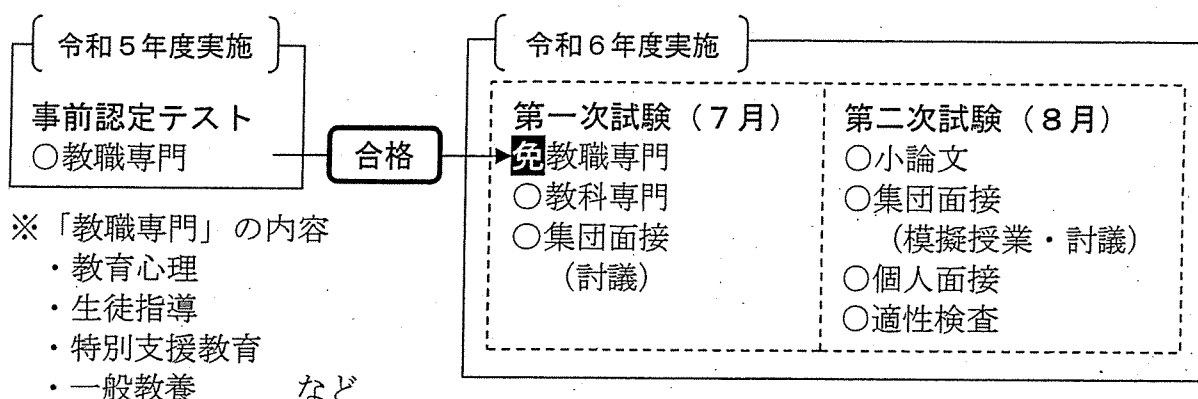 令和5年度実施
事前認定テスト
○教職専門
合格
※「教職専門」の内容
・教育心理
・生徒指導
・特別支援教育
・一般教養 など
令和6年度実施
第一次試験(7月)
免教職専門
○教科専門
○集団面接
(討議)
第二次試験(8月)
○小論文
○集団面接
(模擬授業・討議)
○個人面接
○適性検査